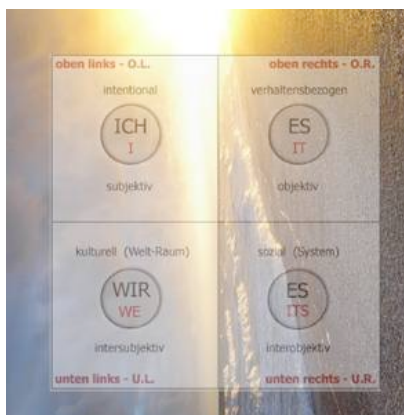 oben links - O.L.
oben rechts - O.R.
intentional
verhaltensbezogen
ICH
I
ES
IT
subjektiv
objektiv
kulturell (Welt-Raum)
sozial (System)
WIR
WE
ES
ITS
intersubjektiv
interobjektiv
unten links - U.L.
unten rechts - U.R.